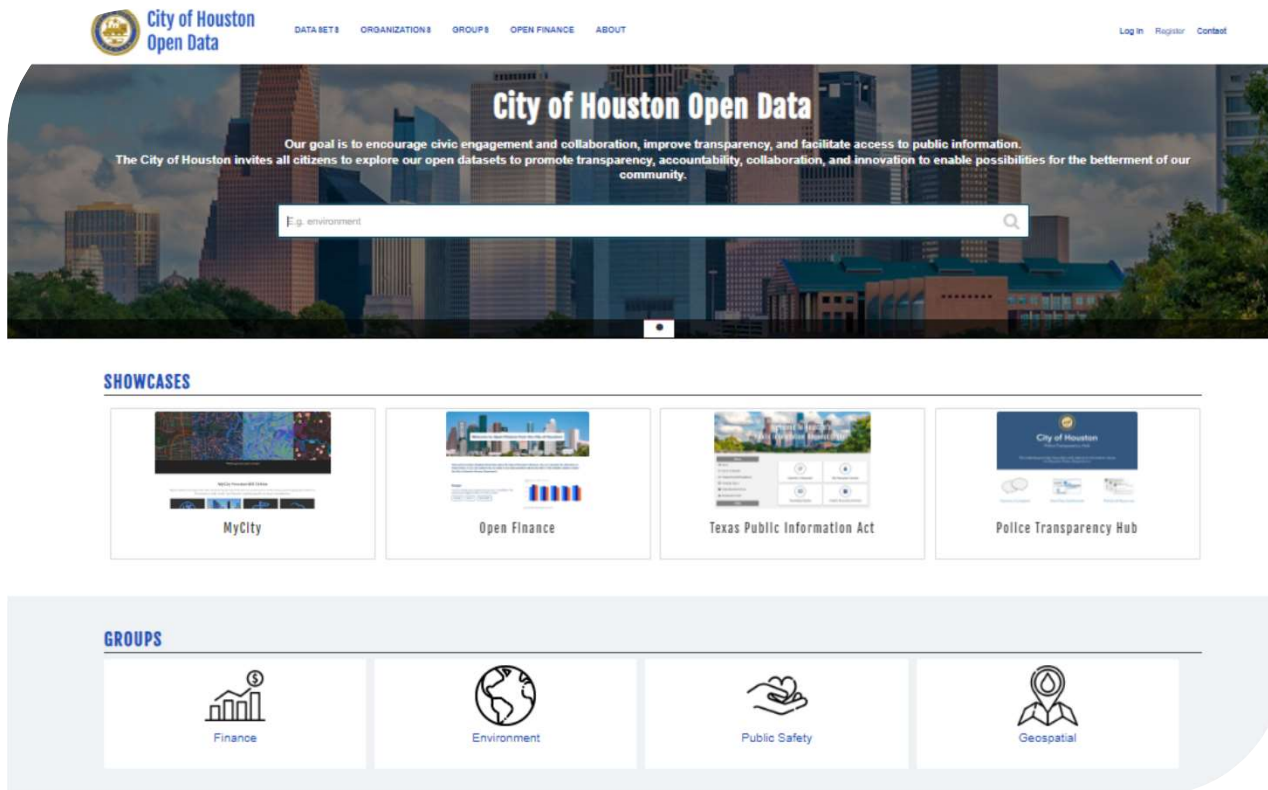 City of Houston
Open Data
DATASETS ORGANIZATIONS GROUPS OPEN FINANCE ABOUT
Log In Register Contact
City of Houston Open Data
Our goal is to encourage civic engagement and collaboration, improve transparency, and facilitate access to public information.
The City of Houston invites all citizens to explore our open datasets to promote transparency, accountability, collaboration, and innovation to enable possibilities for the betterment of our
community.
E.g. environment
SHOWCASES
City of Houston
MyCity
Open Finance
Texas Public Information Act
Police Transparency Hub
GROUPS
Finance
Environment
Public Safety
Geospatial